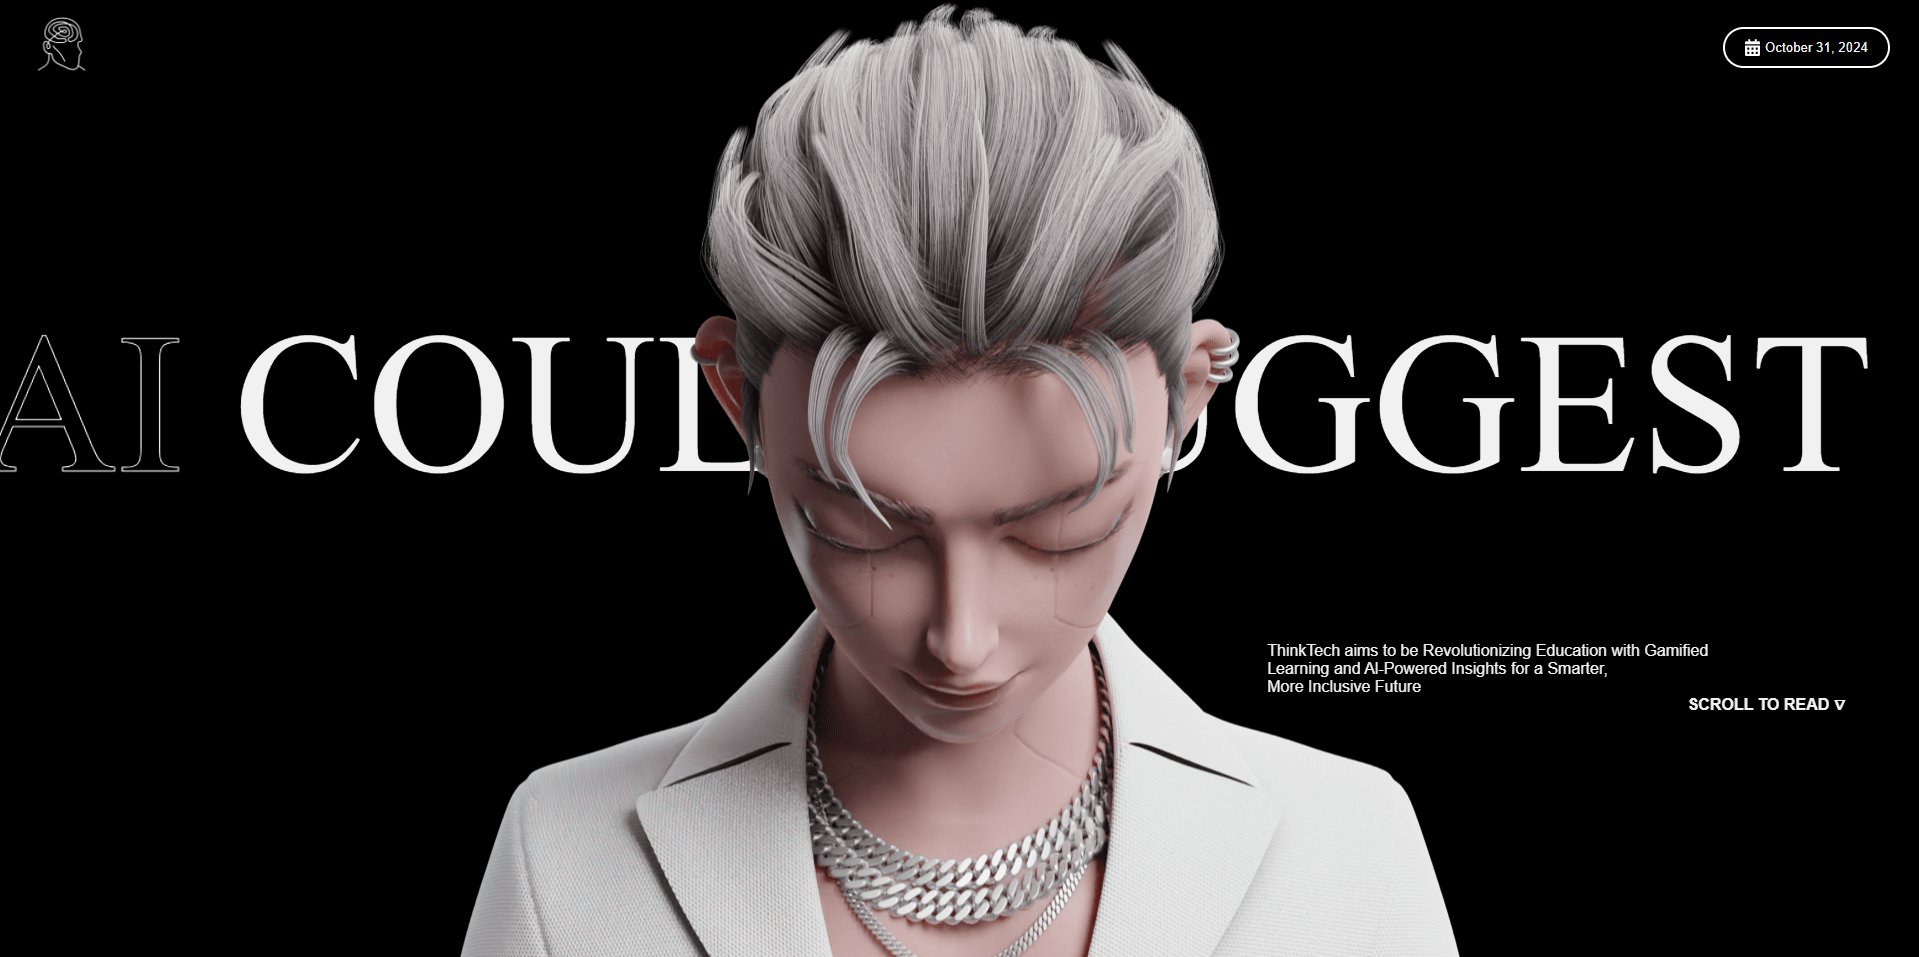 October 31, 2024
AI COUL UGGEST
ThinkTech aims to be Revolutionizing Education with Gamified
Learning and AI-Powered Insights for a Smarter,
More Inclusive Future
SCROLL TO READ ∇